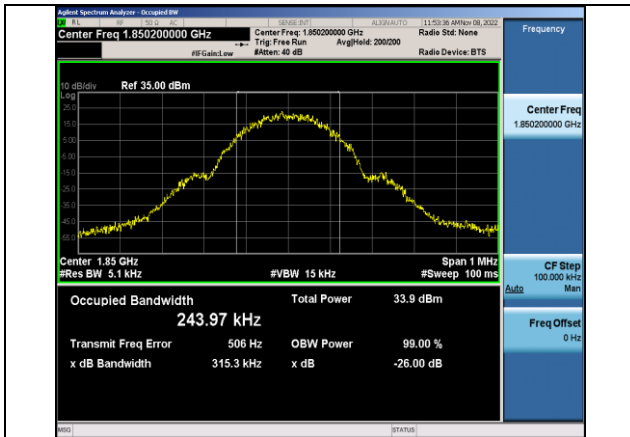 Agilent Spectrum Analyzer - Occupied BW
RL RF 50 Ω AC SENSE:INT ALIGN AUTO 11:53:36 AM Nov 08, 2022
Center Freq 1.850200000 GHz
Center Freq: 1.850200000 GHz
Radio Std: None
Trig: Free Run Avg|Held: 200/200
#IFGain:Low #Atten: 40 dB Radio Device: BTS
Frequency
10 dB/div Ref 35.00 dBm
Log
25.0
15.0
5.00
-5.00
-15.0
-25.0
-35.0
-45.0
-55.0
Center Freq
1.850200000 GHz
Center 1.85 GHz Span 1 MHz
#Res BW 5.1 kHz #VBW 15 kHz #Sweep 100 ms
CF Step
100.000 kHz
Auto Man
Occupied Bandwidth Total Power 33.9 dBm
243.97 kHz
Transmit Freq Error 506 Hz OBW Power 99.00 %
x dB Bandwidth 315.3 kHz x dB -26.00 dB
Freq Offset
0 Hz
MSG STATUS